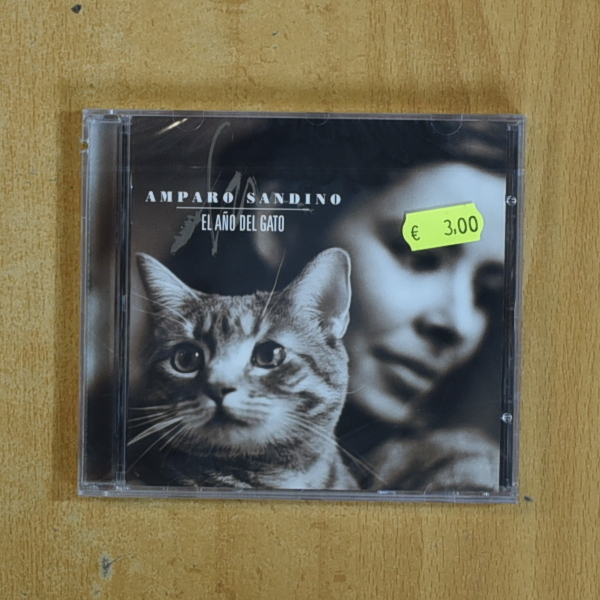 AMPARO SANDINO
EL AÑO DEL GATO
€ 3.00